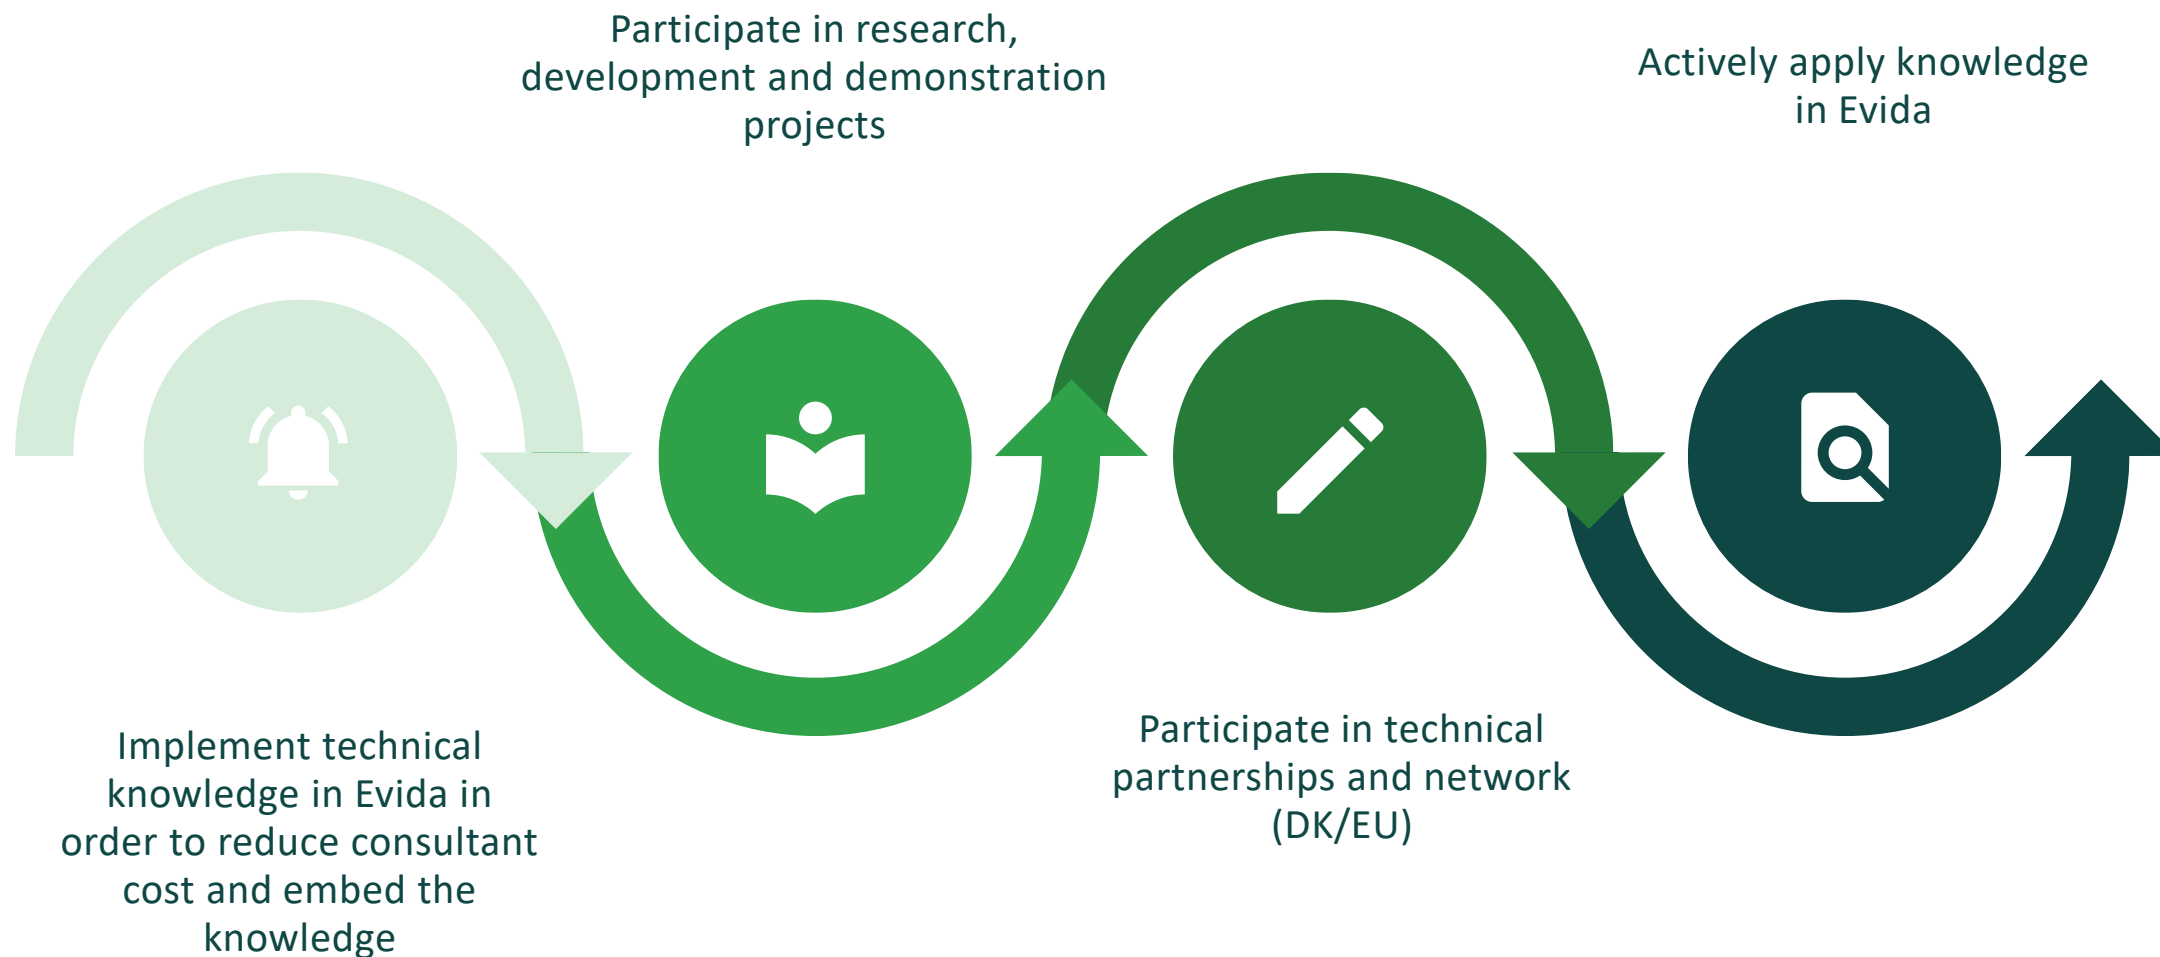 Participate in research,
development and demonstration
projects
Actively apply knowledge
in Evida
Implement technical
knowledge in Evida in
order to reduce consultant
cost and embed the
knowledge
Participate in technical
partnerships and network
(DK/EU)